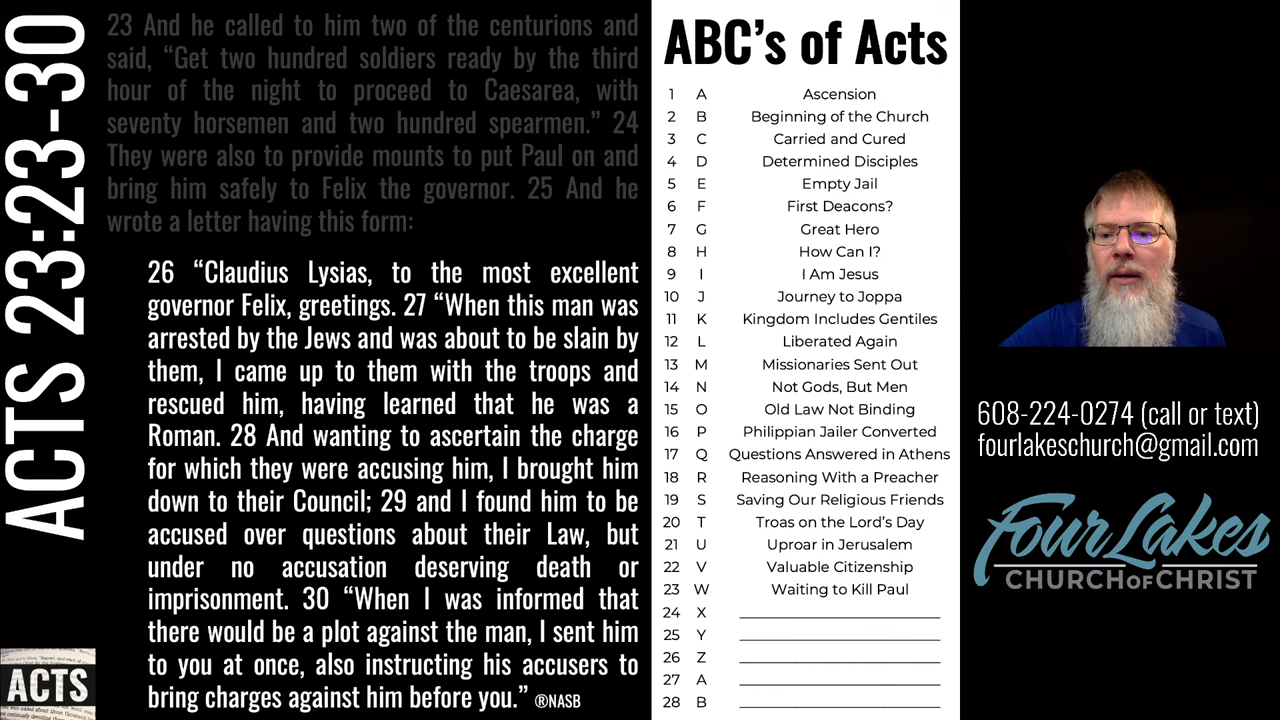 ACTS 23:23-30
23 And he called to him two of the centurions and
said, “Get two hundred soldiers ready by the third
hour of the night to proceed to Caesarea, with
seventy horsemen and two hundred spearmen.” 24
They were also to provide mounts to put Paul on and
bring him safely to Felix the governor. 25 And he
wrote a letter having this form:
26 “Claudius Lysias, to the most excellent
governor Felix, greetings. 27 “When this man was
arrested by the Jews and was about to be slain by
them, I came up to them with the troops and
rescued him, having learned that he was a
Roman. 28 And wanting to ascertain the charge
for which they were accusing him, I brought him
down to their Council; 29 and I found him to be
accused over questions about their Law, but
under no accusation deserving death or
imprisonment. 30 “When I was informed that
there would be a plot against the man, I sent him
to you at once, also instructing his accusers to
bring charges against him before you.” ®NASB
ACTS
ABC’s of Acts
1 A Ascension
2 B Beginning of the Church
3 C Carried and Cured
4 D Determined Disciples
5 E Empty Jail
6 F First Deacons?
7 G Great Hero
8 H How Can I?
9 I I Am Jesus
10 J Journey to Joppa
11 K Kingdom Includes Gentiles
12 L Liberated Again
13 M Missionaries Sent Out
14 N Not Gods, But Men
15 O Old Law Not Binding
16 P Philippian Jailer Converted
17 Q Questions Answered in Athens
18 R Reasoning With a Preacher
19 S Saving Our Religious Friends
20 T Troas on the Lord’s Day
21 U Uproar in Jerusalem
22 V Valuable Citizenship
23 W Waiting to Kill Paul
24 X
25 Y
26 Z
27 A
28 B
608-224-0274 (call or text)
fourlakeschurch@gmail.com
Four Lakes
CHURCH OF CHRIST